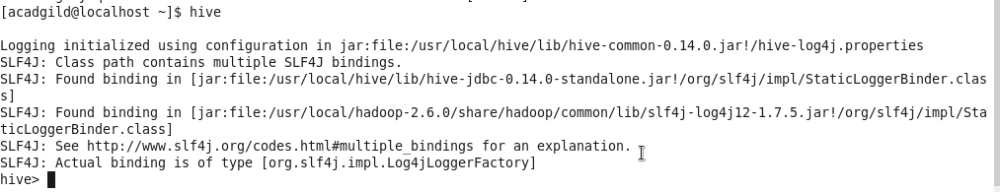 [acadgild@localhost ~]$ hive
Logging initialized using configuration in jar:file:/usr/local/hive/lib/hive-common-0.14.0.jar!/hive-log4j.properties
SLF4J: Class path contains multiple SLF4J bindings.
SLF4J: Found binding in [jar:file:/usr/local/hive/lib/hive-jdbc-0.14.0-standalone.jar!/org/slf4j/impl/StaticLoggerBinder.clas
s]
SLF4J: Found binding in [jar:file:/usr/local/hadoop-2.6.0/share/hadoop/common/lib/slf4j-log4j12-1.7.5.jar!/org/slf4j/impl/Sta
ticLoggerBinder.class]
SLF4J: See http://www.slf4j.org/codes.html#multiple_bindings for an explanation.
SLF4J: Actual binding is of type [org.slf4j.impl.Log4jLoggerFactory]
hive>